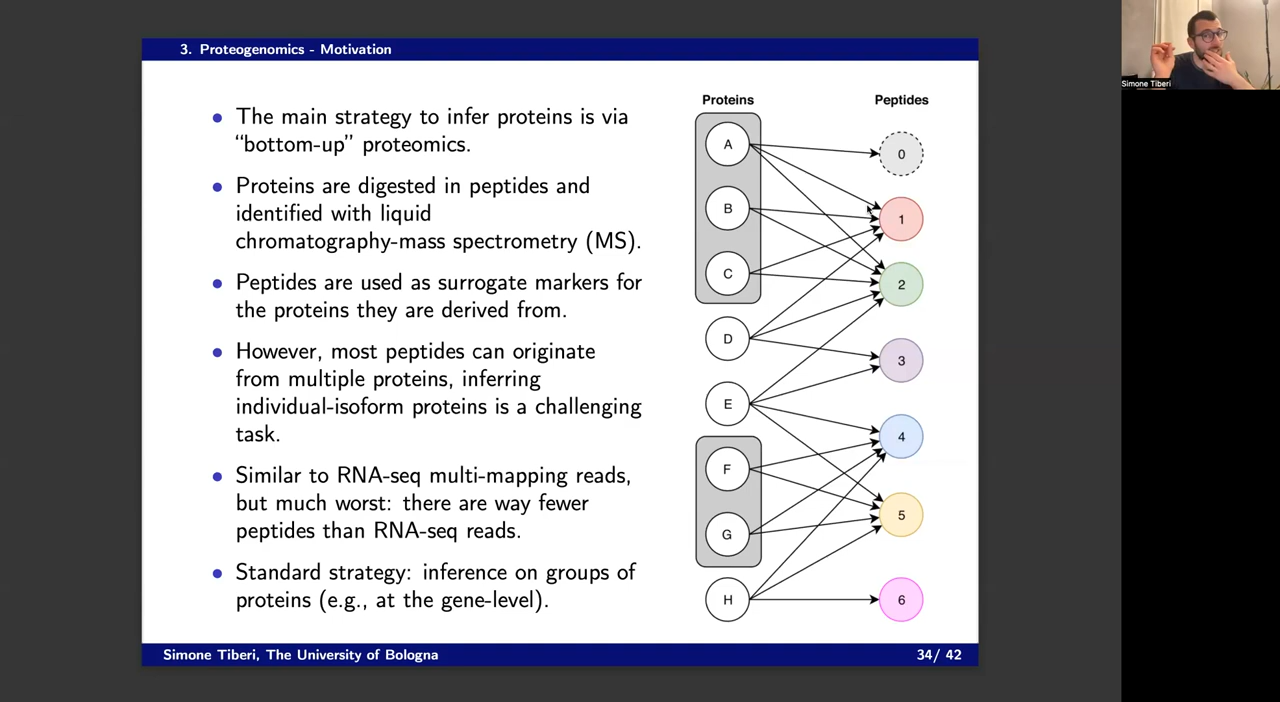 3. Proteogenomics - Motivation
The main strategy to infer proteins is via
“bottom-up” proteomics.
Proteins are digested in peptides and
identified with liquid
chromatography-mass spectrometry (MS).
Peptides are used as surrogate markers for
the proteins they are derived from.
However, most peptides can originate
from multiple proteins, inferring
individual-isoform proteins is a challenging
task.
Similar to RNA-seq multi-mapping reads,
but much worst: there are way fewer
peptides than RNA-seq reads.
Standard strategy: inference on groups of
proteins (e.g., at the gene-level).
Proteins
A
B
C
D
E
F
G
H
Peptides
0
1
2
3
4
5
6
Simone Tiberi, The University of Bologna
34/ 42
Simone Tiberi